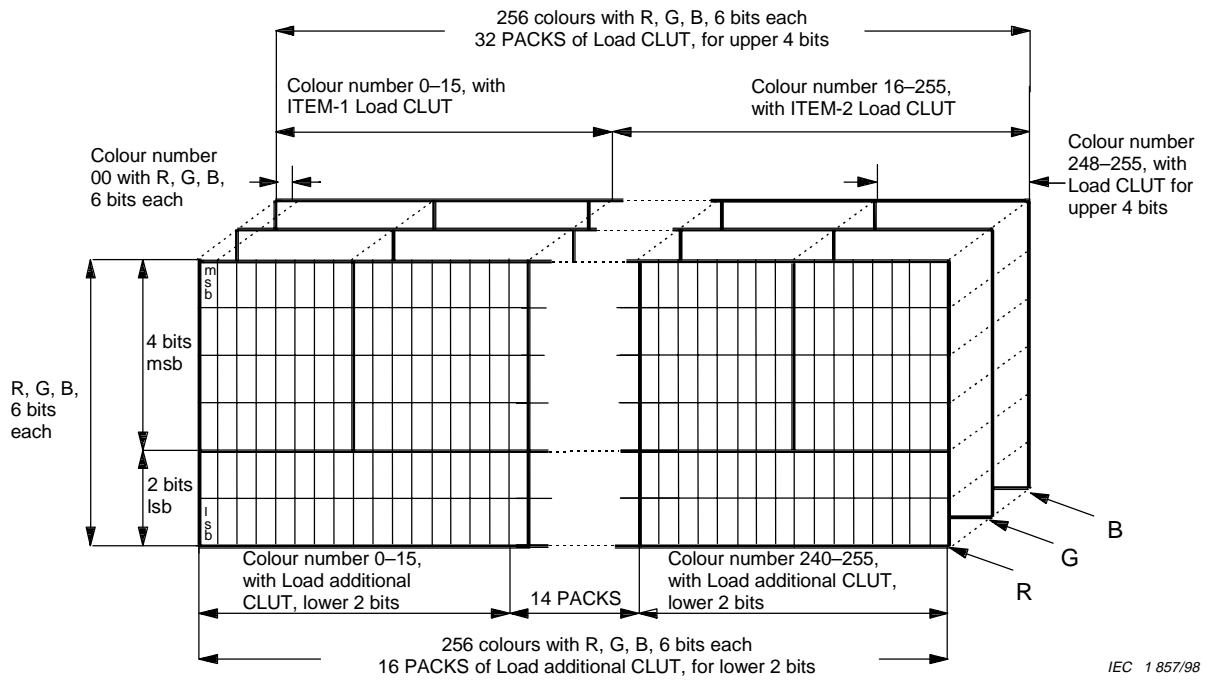 256 colours with R, G, B, 6 bits each
32 PACKS of Load CLUT, for upper 4 bits
Colour number 0–15, with
ITEM-1 Load CLUT
Colour number 16–255,
with ITEM-2 Load CLUT
Colour number
00 with R, G, B,
6 bits each
Colour number
248–255, with
Load CLUT for
upper 4 bits
m
s
b
4 bits
msb
R, G, B,
6 bits
each
2 bits
lsb
l
s
b
B
G
R
Colour number 0–15,
with Load additional
CLUT, lower 2 bits
14 PACKS
Colour number 240–255,
with Load additional CLUT,
lower 2 bits
256 colours with R, G, B, 6 bits each
16 PACKS of Load additional CLUT, for lower 2 bits
IEC 1 857/98